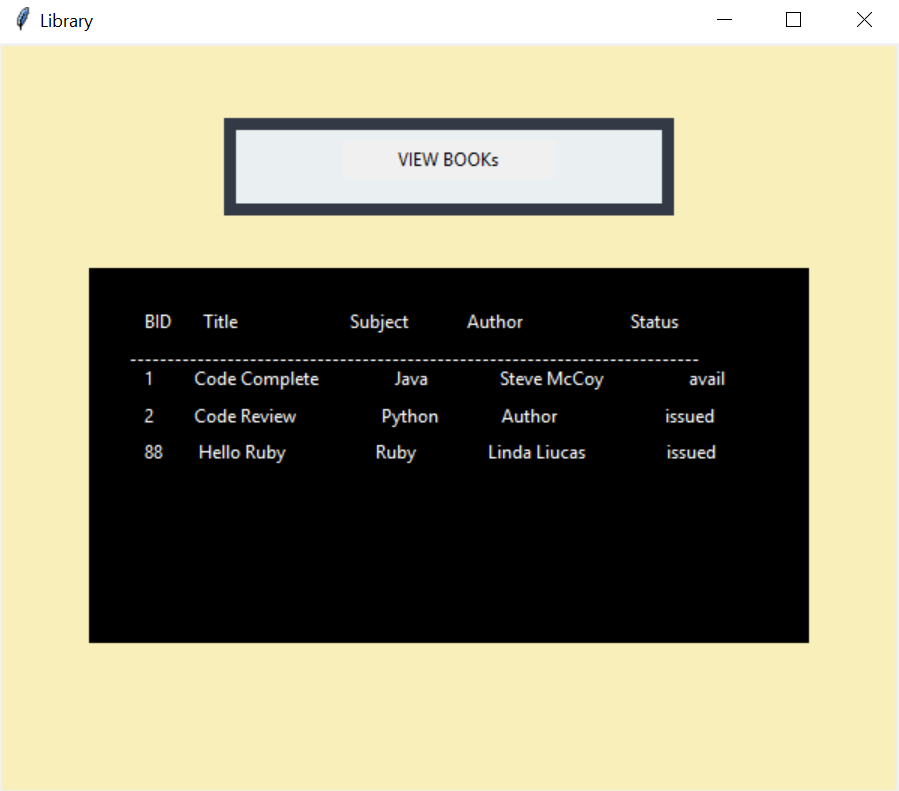 Library
VIEW BOOKs
BID Title Subject Author Status
--------------------------------------------------------------------------
1 Code Complete Java Steve McCoy avail
2 Code Review Python Author issued
88 Hello Ruby Ruby Linda Liucas issued